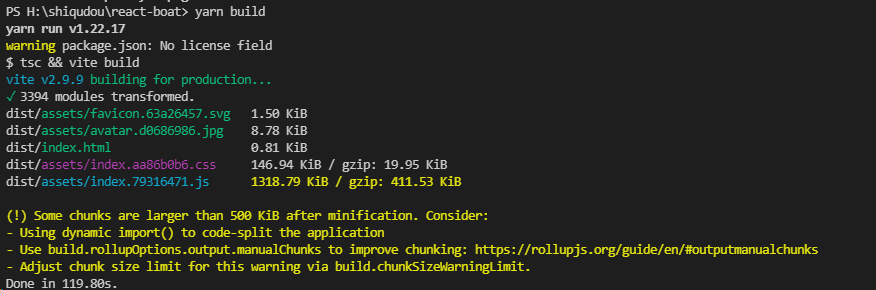 PS H:\shiqudou\react-boat> yarn build
yarn run v1.22.17
warning package.json: No license field
$ tsc && vite build
vite v2.9.9 building for production...
✓ 3394 modules transformed.
dist/assets/favicon.63a26457.svg 1.50 KiB
dist/assets/avatar.d0686986.jpg 8.78 KiB
dist/index.html 0.81 KiB
dist/assets/index.aa86b0b6.css 146.94 KiB / gzip: 19.95 KiB
dist/assets/index.79316471.js 1318.79 KiB / gzip: 411.53 KiB
(!) Some chunks are larger than 500 KiB after minification. Consider:
- Using dynamic import() to code-split the application
- Use build.rollupOptions.output.manualChunks to improve chunking: https://rollupjs.org/guide/en/#outputmanualchunks
- Adjust chunk size limit for this warning via build.chunkSizeWarningLimit.
Done in 119.80s.